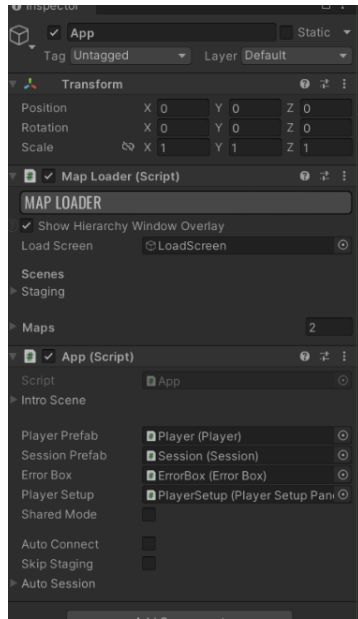 Inspector
App
Static
Tag Untagged Layer Default
Transform
Position X 0 Y 0 Z 0
Rotation X 0 Y 0 Z 0
Scale X 1 Y 1 Z 1
Map Loader (Script)
MAP LOADER
Show Hierarchy Window Overlay
Load Screen LoadScreen
Scenes
Staging
Maps 2
App (Script)
Script App
Intro Scene
Player Prefab Player (Player)
Session Prefab Session (Session)
Error Box ErrorBox (Error Box)
Player Setup PlayerSetup (Player Setup Pan
Shared Mode
Auto Connect
Skip Staging
Auto Session